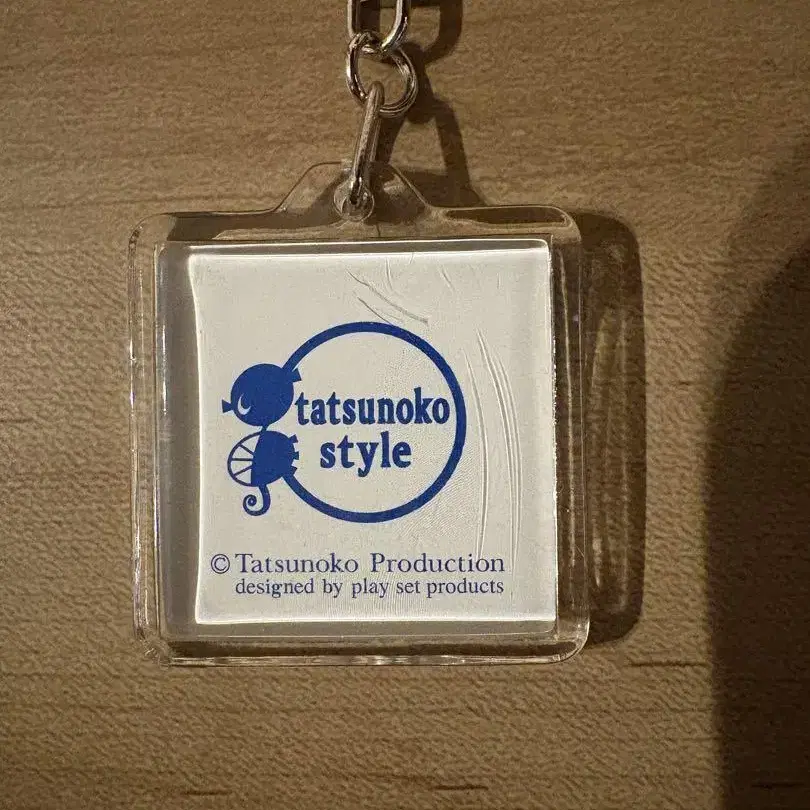 tatsunoko
style
© Tatsunoko Production
designed by play set products